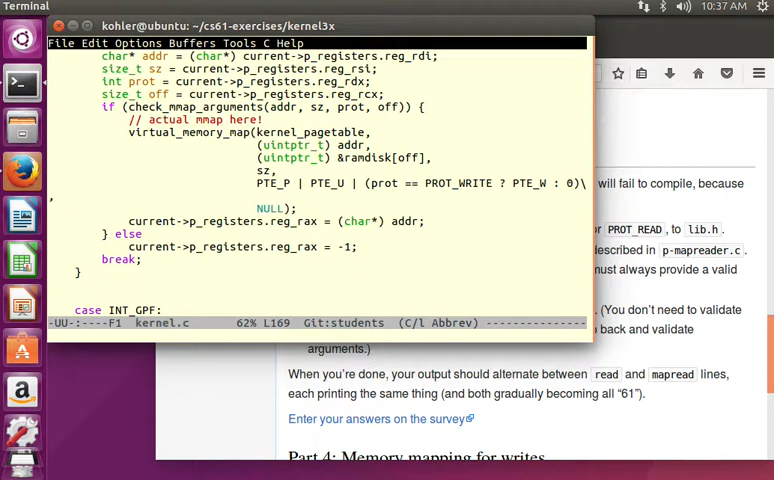 Terminal
10:37 AM
kohler@ubuntu: ~/cs61-exercises/kernel3x
File Edit Options Buffers Tools C Help
char* addr = (char*) current->p_registers.reg_rdi;
size_t sz = current->p_registers.reg_rsi;
int prot = current->p_registers.reg_rdx;
size_t off = current->p_registers.reg_rcx;
if (check_mmap_arguments(addr, sz, prot, off)) {
// actual mmap here!
virtual_memory_map(kernel_pagetable,
(uintptr_t) addr,
(uintptr_t) &ramdisk[off],
sz,
PTE_P | PTE_U | (prot == PROT_WRITE ? PTE_W : 0)\
,
NULL);
current->p_registers.reg_rax = (char*) addr;
} else
current->p_registers.reg_rax = -1;
break;
}
case INT_GPF:
-UU-:----F1 kernel.c 62% L169 Git:students (C/l Abbrev) ---------------
will fail to compile, because
or PROT_READ, to lib.h.
described in p-mapreader.c.
must always provide a valid
. (You don't need to validate
back and validate
arguments.)
When you're done, your output should alternate between read and mapread lines,
each printing the same thing (and both gradually becoming all "61").
Enter your answers on the survey
Part 4: Memory mapping for writes